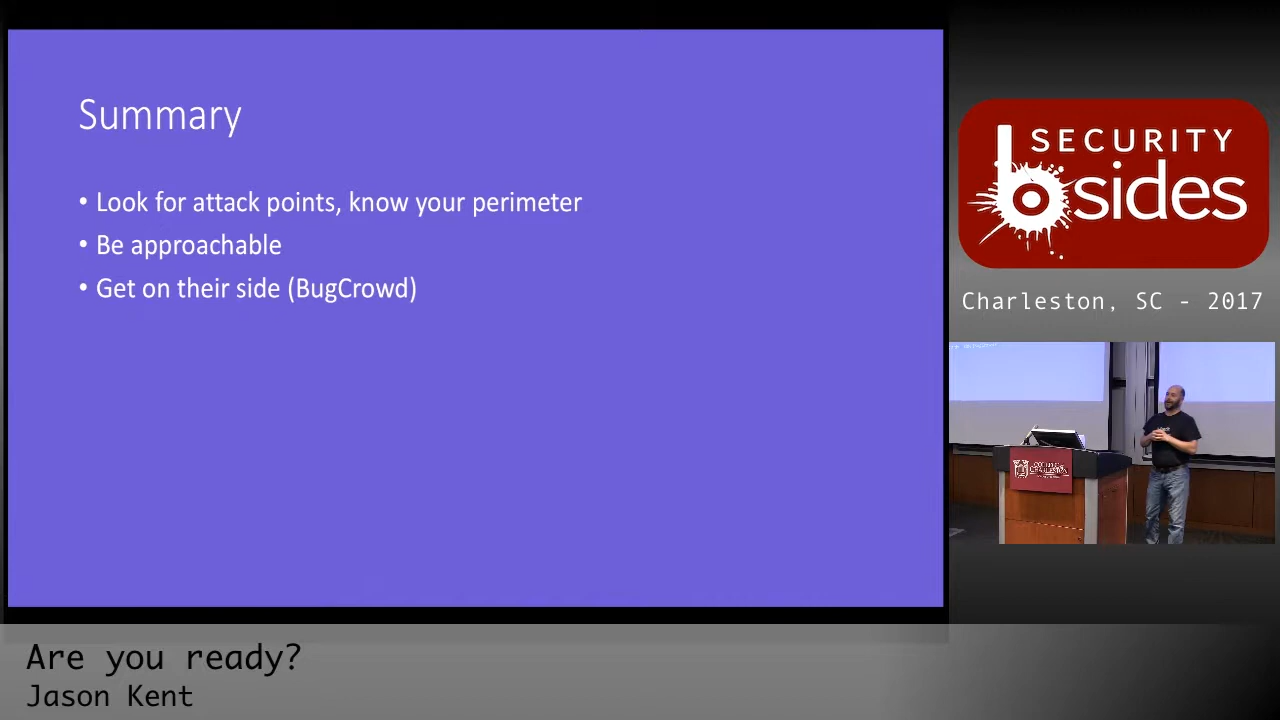 Summary
• Look for attack points, know your perimeter
• Be approachable
• Get on their side (BugCrowd)
SECURITY
bsides
Charleston, SC - 2017
Are you ready?
Jason Kent